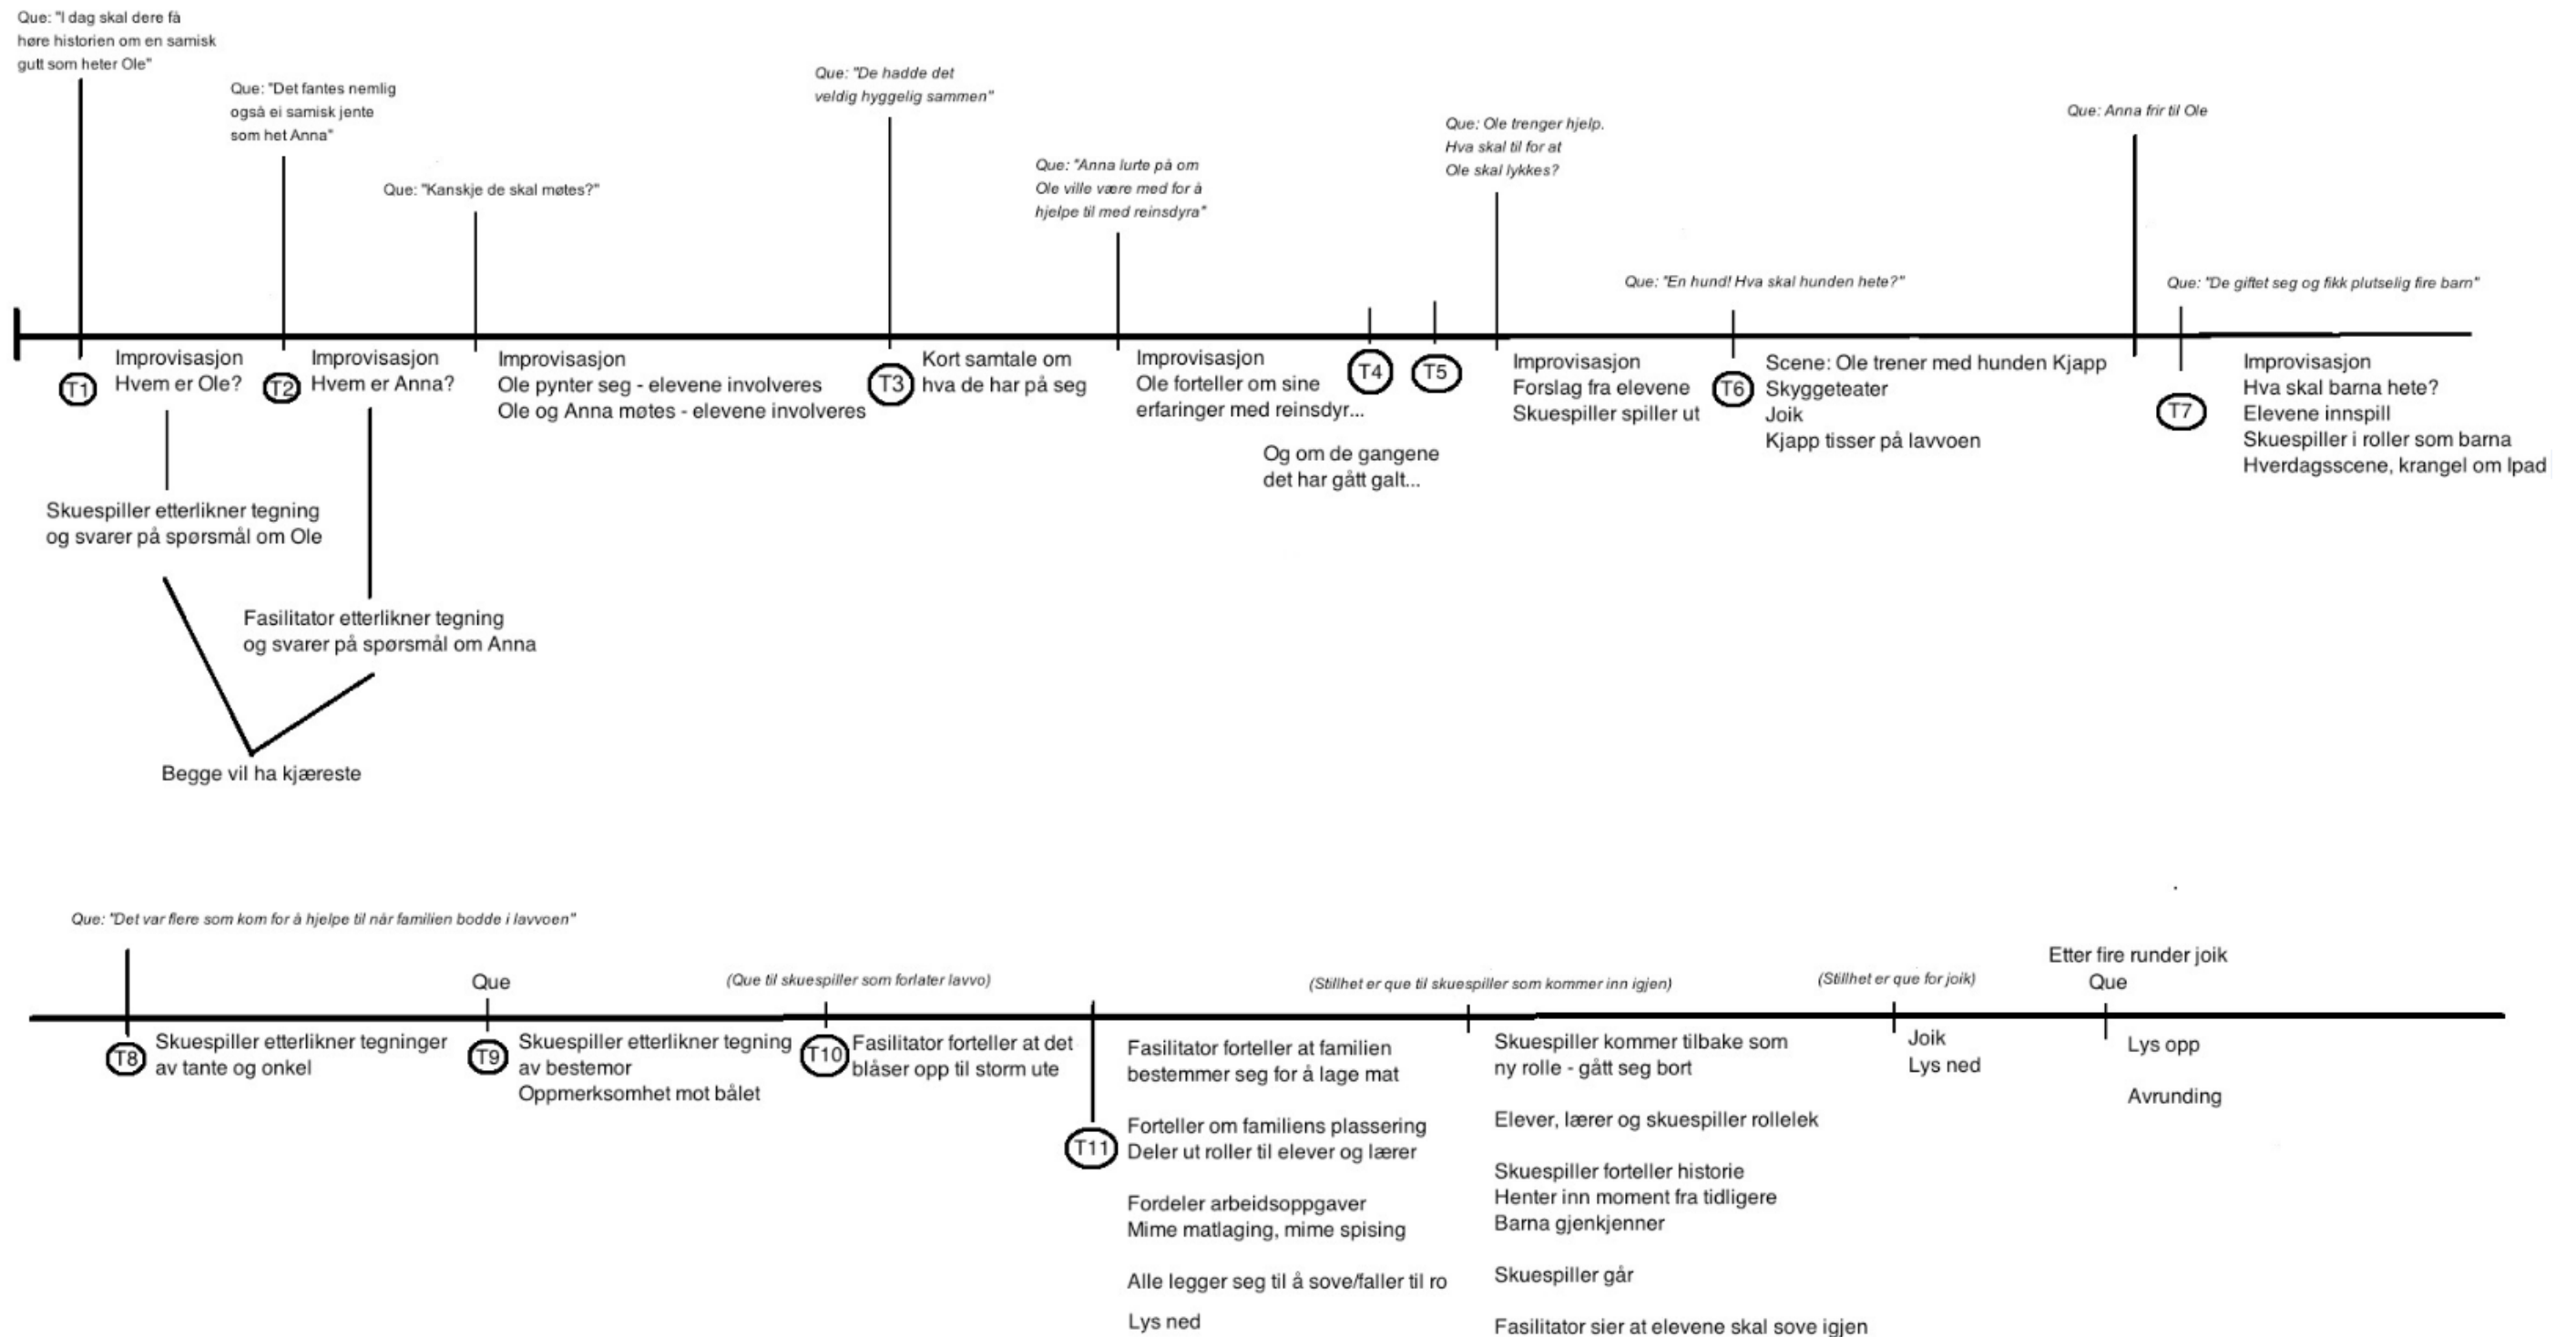 Que: "I dag skal dere få
høre historien om en samisk
gutt som heter Ole"
Que: "Det fantes nemlig
også ei samisk jente
som het Anna"
Que: "Kanskje de skal møtes?"
Que: "De hadde det
veldig hyggelig sammen"
Que: "Anna lurte på om
Ole ville være med for å
hjelpe til med reinsdyra"
Que: Ole trenger hjelp.
Hva skal til for at
Ole skal lykkes?
Que: "En hund! Hva skal hunden hete?"
Que: Anna frir til Ole
Que: "De giftet seg og fikk plutselig fire barn"
T1
Improvisasjon
Hvem er Ole?
Skuespiller etterlikner tegning
og svarer på spørsmål om Ole
T2
Improvisasjon
Hvem er Anna?
Fasilitator etterlikner tegning
og svarer på spørsmål om Anna
Begge vil ha kjæreste
Improvisasjon
Ole pynter seg - elevene involveres
Ole og Anna møtes - elevene involveres
T3
Kort samtale om
hva de har på seg
Improvisasjon
Ole forteller om sine
erfaringer med reinsdyr...
Og om de gangene
det har gått galt...
T4
T5
Improvisasjon
Forslag fra elevene
Skuespiller spiller ut
T6
Scene: Ole trener med hunden Kjapp
Skyggeteater
Joik
Kjapp tisser på lavvoen
T7
Improvisasjon
Hva skal barna hete?
Elevene innspill
Skuespiller i roller som barna
Hverdagsscene, krangel om Ipad
Que: "Det var flere som kom for å hjelpe til når familien bodde i lavvoen"
T8
Skuespiller etterlikner tegninger
av tante og onkel
Que
T9
Skuespiller etterlikner tegning
av bestemor
Oppmerksomhet mot bålet
(Que til skuespiller som forlater lavvo)
T10
Fasilitator forteller at det
blåser opp til storm ute
T11
Fasilitator forteller at familien
bestemmer seg for å lage mat
Forteller om familiens plassering
Deler ut roller til elever og lærer
Fordeler arbeidsoppgaver
Mime matlaging, mime spising
Alle legger seg til å sove/faller til ro
Lys ned
(Stillhet er que til skuespiller som kommer inn igjen)
Skuespiller kommer tilbake som
ny rolle - gått seg bort
Elever, lærer og skuespiller rollelek
Skuespiller forteller historie
Henter inn moment fra tidligere
Barna gjenkjenner
Skuespiller går
Fasilitator sier at elevene skal sove igjen
(Stillhet er que for joik)
Joik
Lys ned
Etter fire runder joik
Que
Lys opp
Avrunding